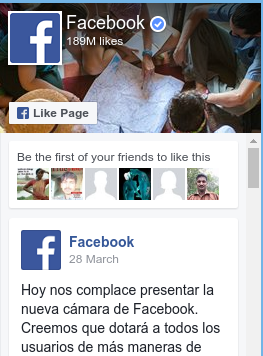 Facebook
189M likes
Like Page
Be the first of your friends to like this
Facebook
28 March
Hoy nos complace presentar la
nueva cámara de Facebook.
Creemos que dotará a todos los
usuarios de más maneras de